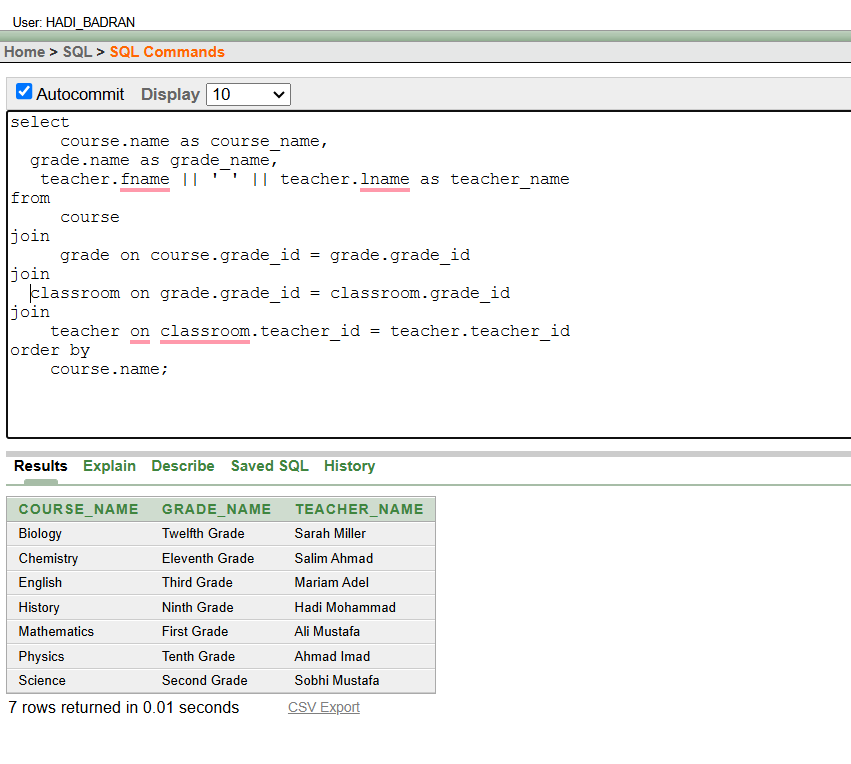 User: HADI_BADRAN
Home > SQL > SQL Commands
Autocommit Display 10
select
course.name as course_name,
grade.name as grade_name,
teacher.fname || ' ' || teacher.lname as teacher_name
from
course
join
grade on course.grade_id = grade.grade_id
join
classroom on grade.grade_id = classroom.grade_id
join
teacher on classroom.teacher_id = teacher.teacher_id
order by
course.name;
Results Explain Describe Saved SQL History
COURSE_NAME GRADE_NAME TEACHER_NAME
Biology Twelfth Grade Sarah Miller
Chemistry Eleventh Grade Salim Ahmad
English Third Grade Mariam Adel
History Ninth Grade Hadi Mohammad
Mathematics First Grade Ali Mustafa
Physics Tenth Grade Ahmad Imad
Science Second Grade Sobhi Mustafa
7 rows returned in 0.01 seconds CSV Export